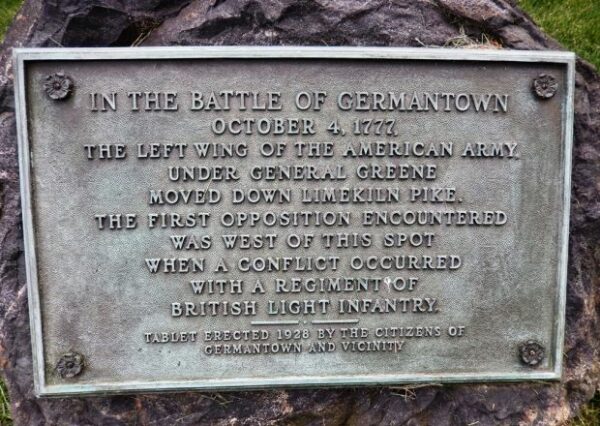 IN THE BATTLE OF GERMANTOWN
OCTOBER 4, 1777,
THE LEFT WING OF THE AMERICAN ARMY,
UNDER GENERAL GREENE
MOVED DOWN LIMEKILN PIKE.
THE FIRST OPPOSITION ENCOUNTERED
WAS WEST OF THIS SPOT
WHEN A CONFLICT OCCURRED
WITH A REGIMENT OF
BRITISH LIGHT INFANTRY.
TABLET ERECTED 1928 BY THE CITIZENS OF
GERMANTOWN AND VICINITY